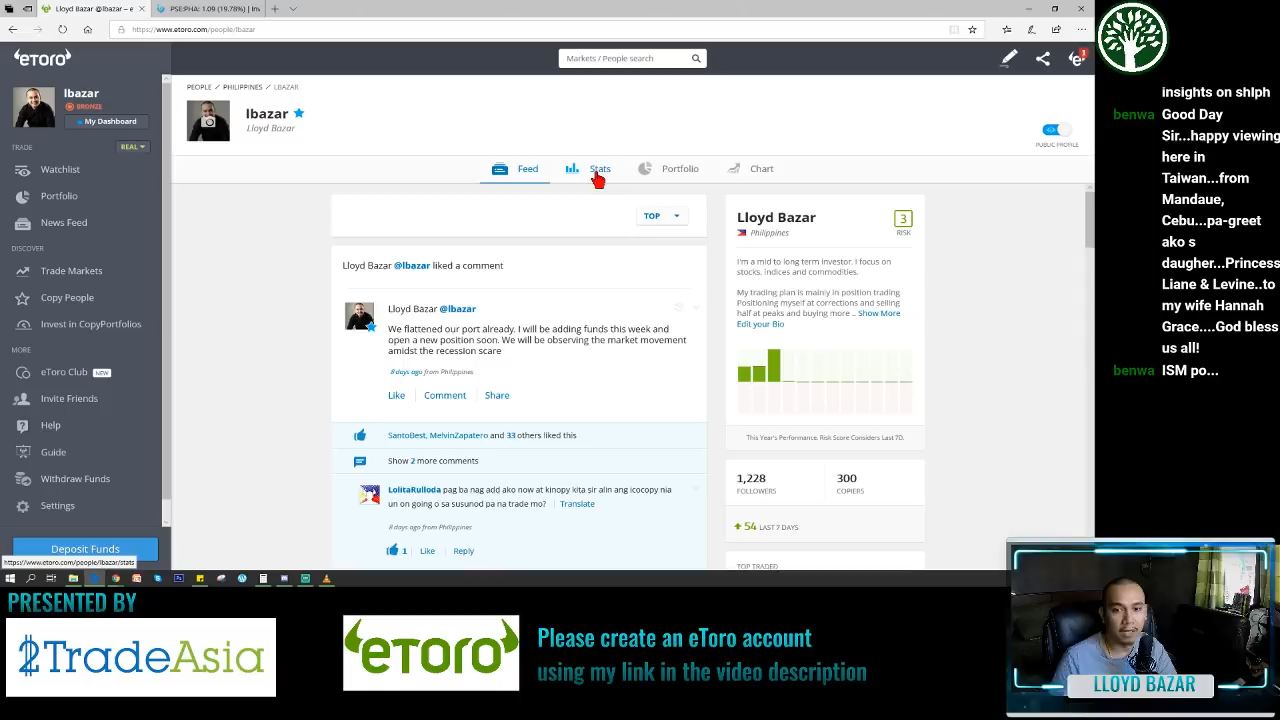 Lloyd Bazar @lbazar – e
PSE:PHA: 1.09 (19.78%) | In
https://www.etoro.com/people/lbazar
eToro
Markets / People search
1
lbazar
BRONZE
My Dashboard
TRADE
REAL
Watchlist
Portfolio
News Feed
DISCOVER
Trade Markets
Copy People
Invest in CopyPortfolios
MORE
eToro Club NEW
Invite Friends
Help
Guide
Withdraw Funds
Settings
Deposit Funds
https://www.etoro.com/people/lbazar/stats
PEOPLE / PHILIPPINES / LBAZAR
lbazar
Lloyd Bazar
PUBLIC PROFILE
Feed
Stats
Portfolio
Chart
TOP
Lloyd Bazar @lbazar liked a comment
Lloyd Bazar @lbazar
We flattened our port already. I will be adding funds this week and
open a new position soon. We will be observing the market movement
amidst the recession scare
8 days ago from Philippines
Like
Comment
Share
SantoBest, MelvinZapatero and 33 others liked this
Show 2 more comments
LolitaRulloda pag ba nag add ako now at kinopy kita sir alin ang icocopy nia
un on going o sa susunod pa na trade mo? Translate
8 days ago from Philippines
1
Like
Reply
Lloyd Bazar
Philippines
3
RISK
I'm a mid to long term investor. I focus on
stocks, indices and commodities.
My trading plan is mainly in position trading
Positioning myself at corrections and selling
half at peaks and buying more .. Show More
Edit your Bio
This Year's Performance. Risk Score Considers Last 7D.
1,228
FOLLOWERS
300
COPIERS
54 LAST 7 DAYS
TOP TRADED
insights on shlph
benwa Good Day
Sir...happy viewing
here in
Taiwan...from
Mandaue,
Cebu...pa-greet
ako s
daughter...Princess
Liane & Levine..to
my wife Hannah
Grace....God bless
us all!
benwa ISM po...
PRESENTED BY
2TradeAsia
eToro
Please create an eToro account
using my link in the video description
LLOYD BAZAR